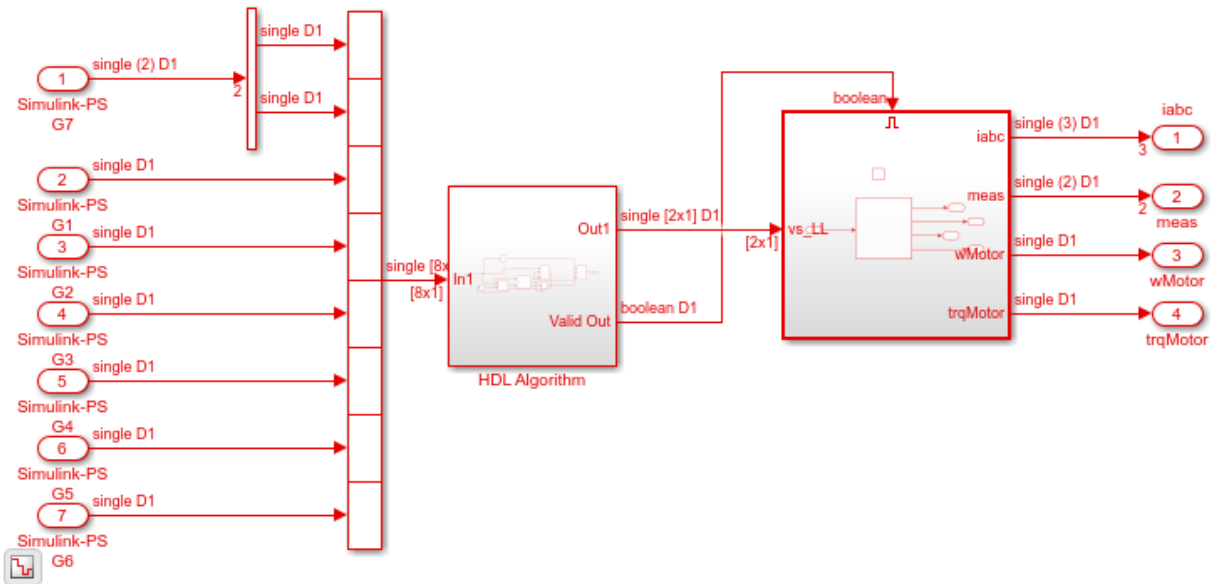 single (2) D1
1
2
Simulink-PS
G7
single D1
single D1
single D1
2
Simulink-PS
G1
single D1
3
Simulink-PS
G2
single D1
4
Simulink-PS
G3
single D1
5
Simulink-PS
G4
single D1
6
Simulink-PS
G5
single D1
7
Simulink-PS
G6
single [8x
[8x1]
In1
Out1
Valid Out
HDL Algorithm
single [2x1] D1
[2x1]
boolean D1
boolean
vs_LL
iabc
meas
wMotor
trqMotor
single (3) D1
3
iabc
1
single (2) D1
2
2
meas
single D1
3
wMotor
single D1
4
trqMotor